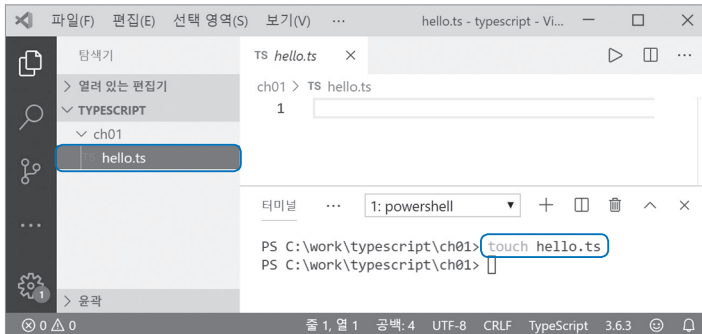 파일(F) 편집(E) 선택 영역(S) 보기(V) ··· hello.ts - typescript - Vi...
탐색기
> 열려 있는 편집기
TYPESCRIPT
ch01
TS hello.ts
> 윤곽
TS hello.ts ×
ch01 > TS hello.ts
1
터미널 ··· 1: powershell
PS C:\work\typescript\ch01> touch hello.ts
PS C:\work\typescript\ch01>
1
0 0 줄 1, 열 1 공백: 4 UTF-8 CRLF TypeScript 3.6.3